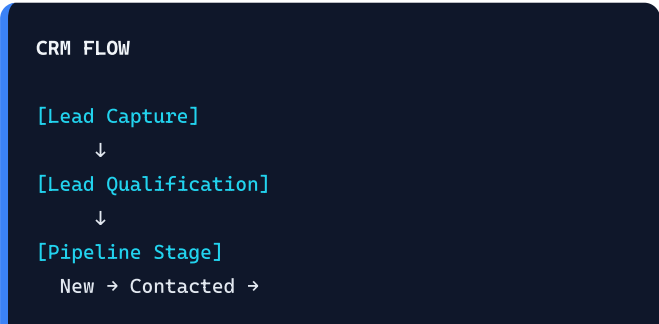 CRM FLOW
[Lead Capture]
↓
[Lead Qualification]
↓
[Pipeline Stage]
New → Contacted →